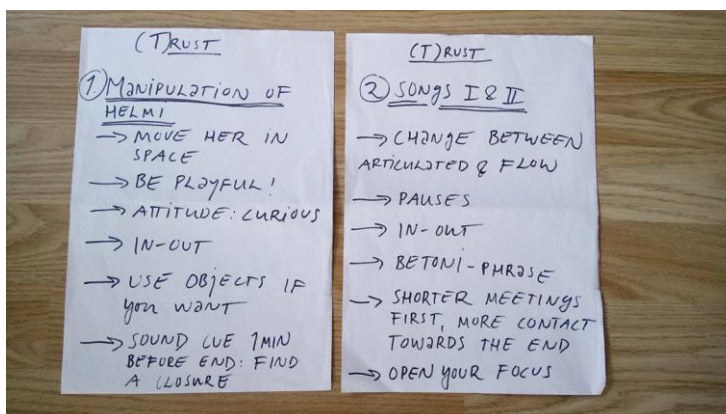 (T)RUST
① MANIPULATION OF
HELMI
→ MOVE HER IN
SPACE
→ BE PLAYFUL!
→ ATTITUDE: CURIOUS
→ IN-OUT
→ USE OBJECTS IF
YOU WANT
→ SOUND CUE 1MIN
BEFORE END: FIND
A CLOSURE
(T)RUST
② SONGS I & II
→ CHANGE BETWEEN
ARTICULATED & FLOW
→ PAUSES
→ IN-OUT
→ BETONI-PHRASE
→ SHORTER MEETINGS
FIRST, MORE CONTACT
TOWARDS THE END
→ OPEN YOUR FOCUS